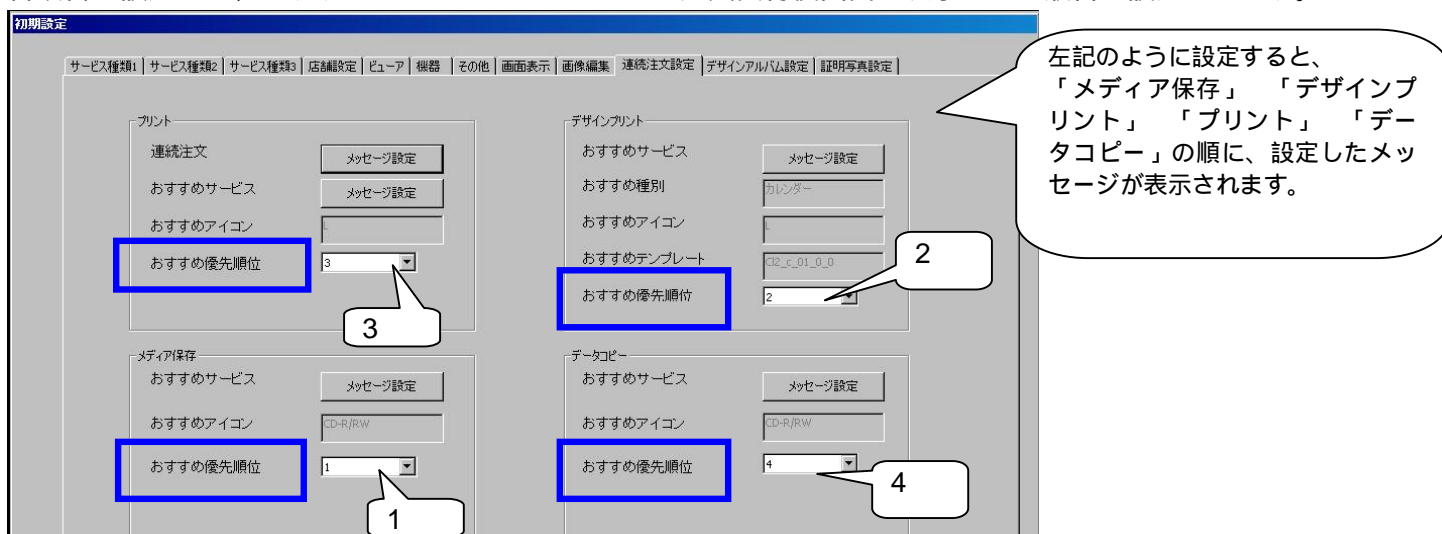 初期設定
サービス種類1 サービス種類2 サービス種類3 店舗設定 ビューア 機器 その他 画面表示 画像編集 連続注文設定 デザインアルバム設定 証明写真設定
プリント
連続注文 メッセージ設定
おすすめサービス メッセージ設定
おすすめアイコン L
おすすめ優先順位 3
3
デザインプリント
おすすめサービス メッセージ設定
おすすめ種別 カレンダー
おすすめアイコン L
おすすめテンプレート Cl2_c_01_0_0
おすすめ優先順位 2
2
メディア保存
おすすめサービス メッセージ設定
おすすめアイコン CD-R/RW
おすすめ優先順位 1
1
データコピー
おすすめサービス メッセージ設定
おすすめアイコン CD-R/RW
おすすめ優先順位 4
4
左記のように設定すると、
「メディア保存」 「デザインプ
リント」 「プリント」 「デー
タコピー」の順に、設定したメッ
セージが表示されます。